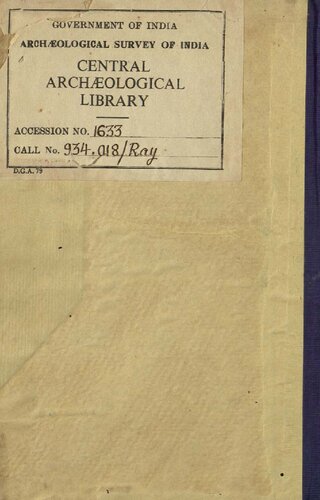 GOVERNMENT OF INDIA
ARCHÆOLOGICAL SURVEY OF INDIA
CENTRAL
ARCHÆOLOGICAL
LIBRARY
ACCESSION NO. 1633
CALL No. 934.018/Ray
D.G.A. 79